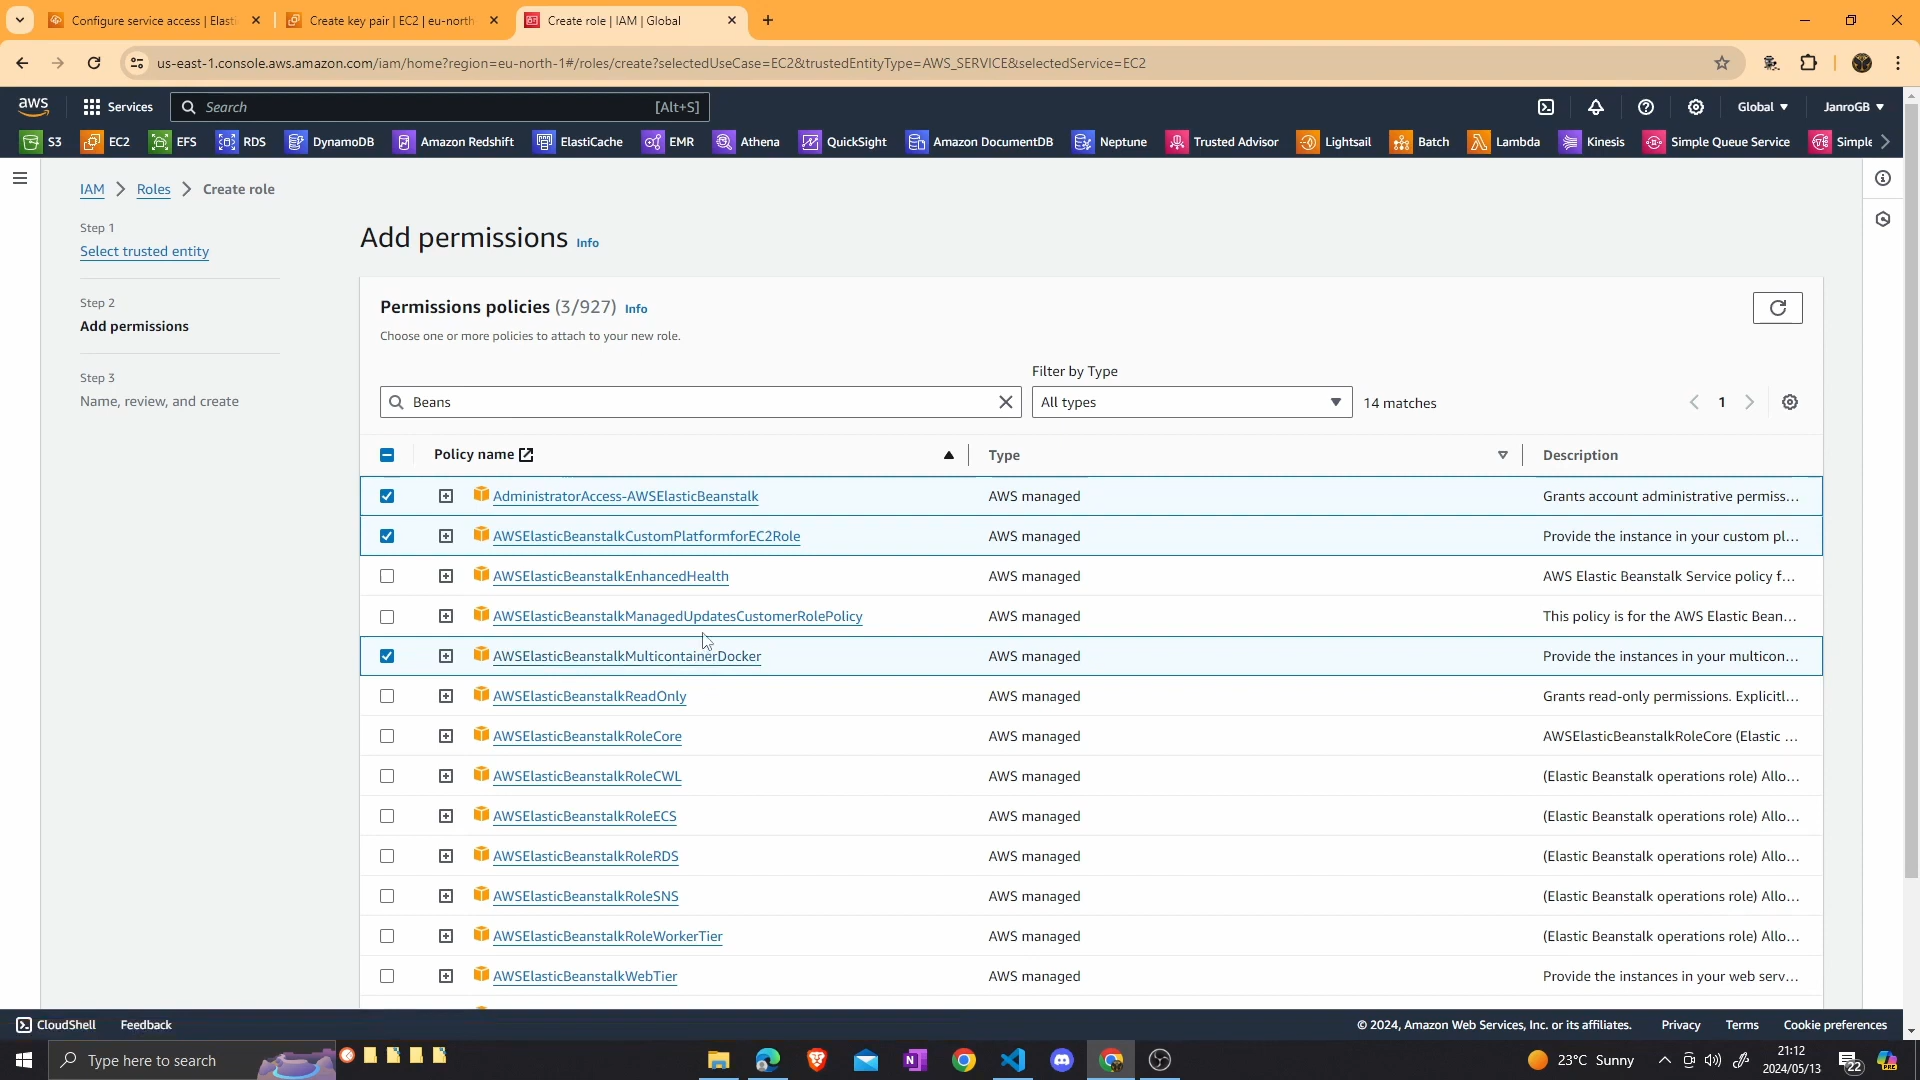 Configure service access | Elasti
Create key pair | EC2 | eu-north
Create role | IAM | Global
us-east-1.console.aws.amazon.com/iam/home?region=eu-north-1#/roles/create?selectedUseCase=EC2&trustedEntityType=AWS_SERVICE&selectedService=EC2
aws Services Search [Alt+S] Global JanroGB
S3 EC2 EFS RDS DynamoDB Amazon Redshift ElastiCache EMR Athena QuickSight Amazon DocumentDB Neptune Trusted Advisor Lightsail Batch Lambda Kinesis Simple Queue Service Simple
IAM Roles Create role
Step 1
Select trusted entity
Step 2
Add permissions
Step 3
Name, review, and create
Add permissions Info
Permissions policies (3/927) Info
Choose one or more policies to attach to your new role.
Filter by Type
Beans All types 14 matches 1
Policy name Type Description
AdministratorAccess-AWSElasticBeanstalk AWS managed Grants account administrative permiss...
AWSElasticBeanstalkCustomPlatformforEC2Role AWS managed Provide the instance in your custom pl...
AWSElasticBeanstalkEnhancedHealth AWS managed AWS Elastic Beanstalk Service policy f...
AWSElasticBeanstalkManagedUpdatesCustomerRolePolicy AWS managed This policy is for the AWS Elastic Bean...
AWSElasticBeanstalkMulticontainerDocker AWS managed Provide the instances in your multicon...
AWSElasticBeanstalkReadOnly AWS managed Grants read-only permissions. Explicitl...
AWSElasticBeanstalkRoleCore AWS managed AWSElasticBeanstalkRoleCore (Elastic ...
AWSElasticBeanstalkRoleCWL AWS managed (Elastic Beanstalk operations role) Allo...
AWSElasticBeanstalkRoleECS AWS managed (Elastic Beanstalk operations role) Allo...
AWSElasticBeanstalkRoleRDS AWS managed (Elastic Beanstalk operations role) Allo...
AWSElasticBeanstalkRoleSNS AWS managed (Elastic Beanstalk operations role) Allo...
AWSElasticBeanstalkRoleWorkerTier AWS managed (Elastic Beanstalk operations role) Allo...
AWSElasticBeanstalkWebTier AWS managed Provide the instances in your web serv...
CloudShell Feedback © 2024, Amazon Web Services, Inc. or its affiliates. Privacy Terms Cookie preferences
Type here to search 23°C Sunny 21:12
2024/05/13 22